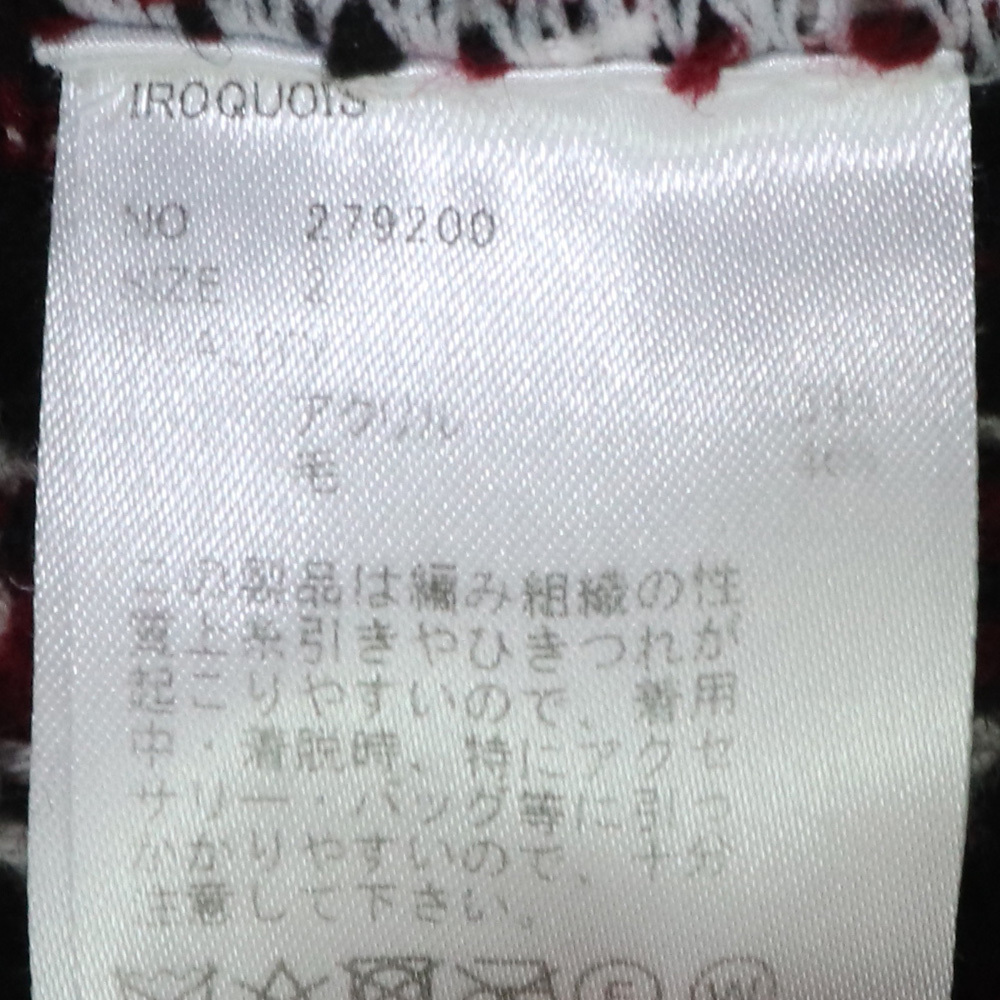 IROQUOIS
NO 279200
SIZE 2
アクリル
毛
この製品は編み組織の性
質上糸引きやひきつれが
起こりやすいので、着用
中・着脱時、特にアクセ
サリー・バッグ等に引っ
かかりやすいので、十分
注意して下さい。